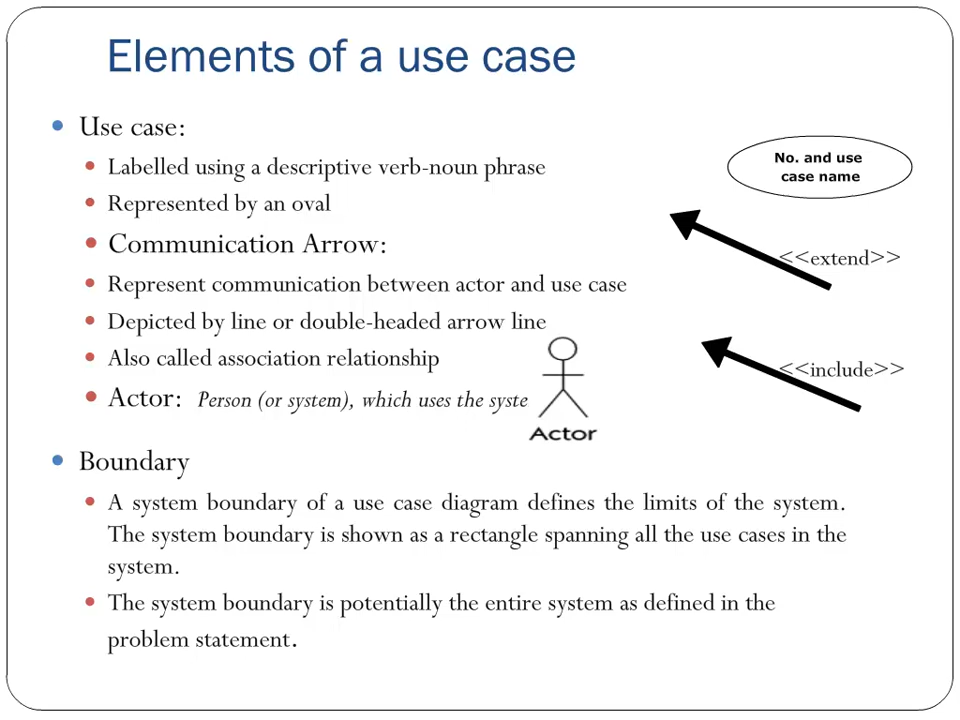 Elements of a use case
• Use case:
• Labelled using a descriptive verb-noun phrase
• Represented by an oval
No. and use
case name
• Communication Arrow:
<<extend>>
• Represent communication between actor and use case
• Depicted by line or double-headed arrow line
• Also called association relationship
<<include>>
• Actor: Person (or system), which uses the syste
Actor
• Boundary
• A system boundary of a use case diagram defines the limits of the system.
The system boundary is shown as a rectangle spanning all the use cases in the
system.
• The system boundary is potentially the entire system as defined in the
problem statement.